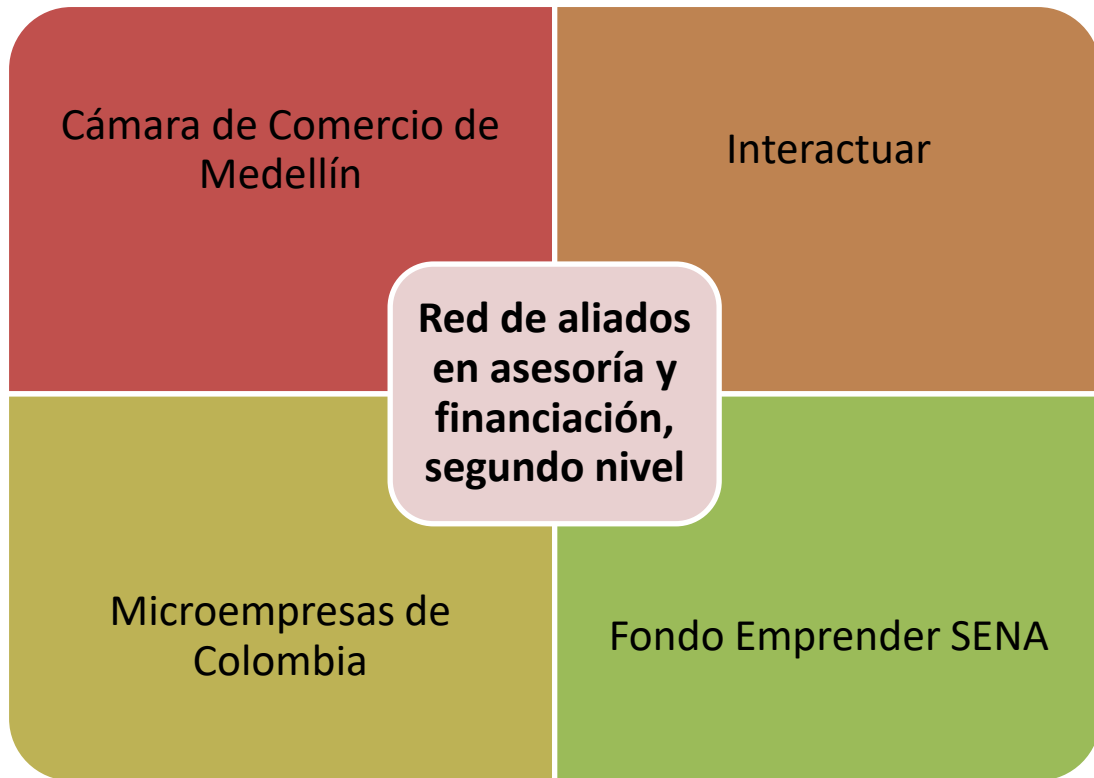 Cámara de Comercio de
Medellín
Interactuar
Red de aliados
en asesoría y
financiación,
segundo nivel
Microempresas de
Colombia
Fondo Emprender SENA